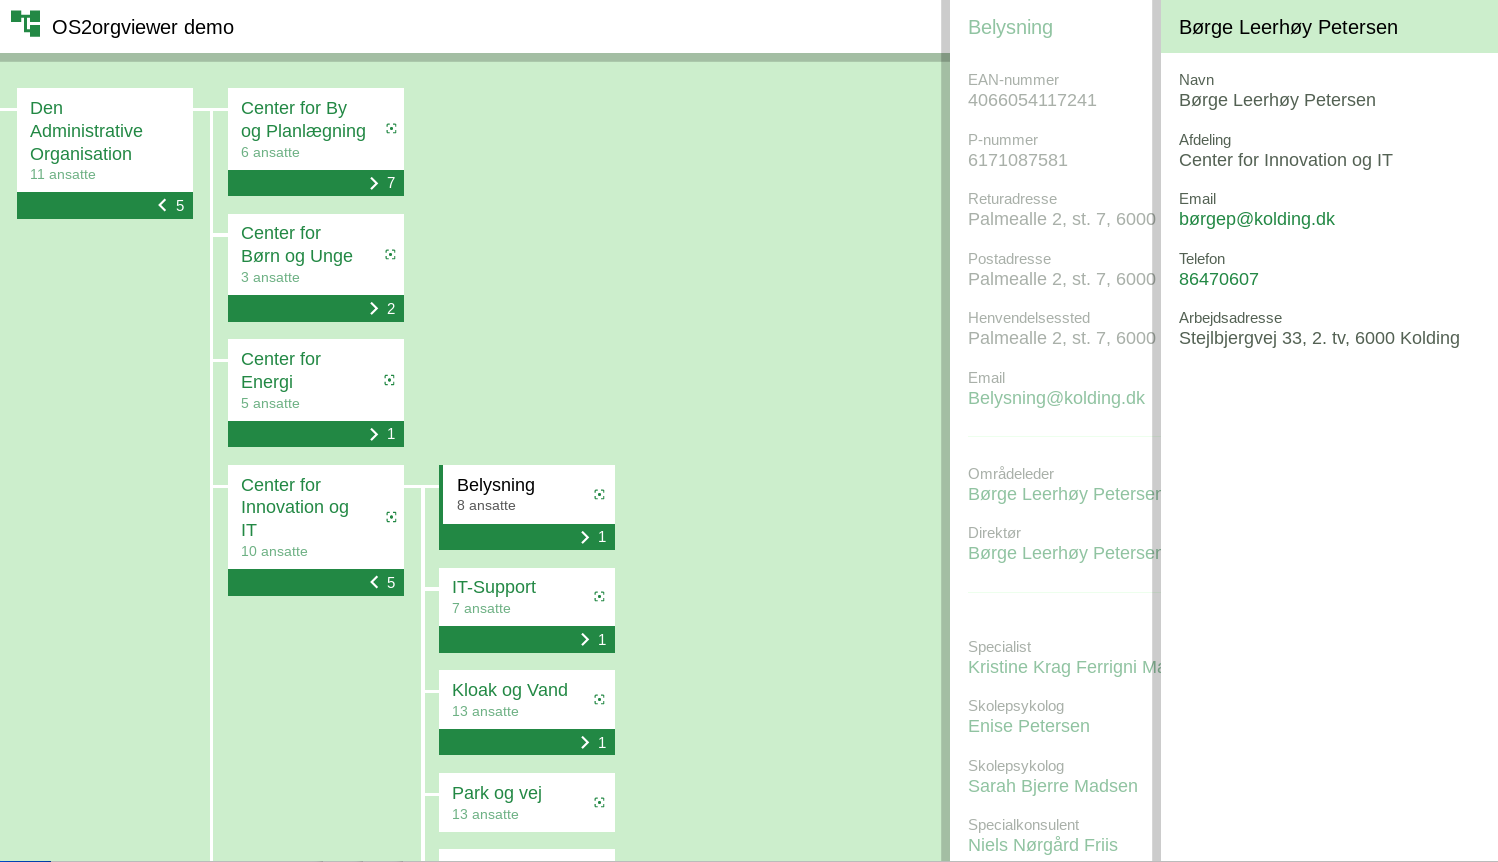 OS2orgviewer demo
Den
Administrative
Organisation
11 ansatte
5
Center for By
og Planlægning
6 ansatte
7
Center for
Børn og Unge
3 ansatte
2
Center for
Energi
5 ansatte
1
Center for
Innovation og
IT
10 ansatte
5
Belysning
8 ansatte
1
IT-Support
7 ansatte
1
Kloak og Vand
13 ansatte
1
Park og vej
13 ansatte
Belysning
EAN-nummer
4066054117241
P-nummer
6171087581
Returadresse
Palmealle 2, st. 7, 6000
Postadresse
Palmealle 2, st. 7, 6000
Henvendelsessted
Palmealle 2, st. 7, 6000
Email
Belysning@kolding.dk
Områdeleder
Børge Leerhøy Petersen
Direktør
Børge Leerhøy Petersen
Specialist
Kristine Krag Ferrigni Ma
Skolepsykolog
Enise Petersen
Skolepsykolog
Sarah Bjerre Madsen
Specialkonsulent
Niels Nørgård Friis
Børge Leerhøy Petersen
Navn
Børge Leerhøy Petersen
Afdeling
Center for Innovation og IT
Email
børgep@kolding.dk
Telefon
86470607
Arbejdsadresse
Stejlbjergvej 33, 2. tv, 6000 Kolding